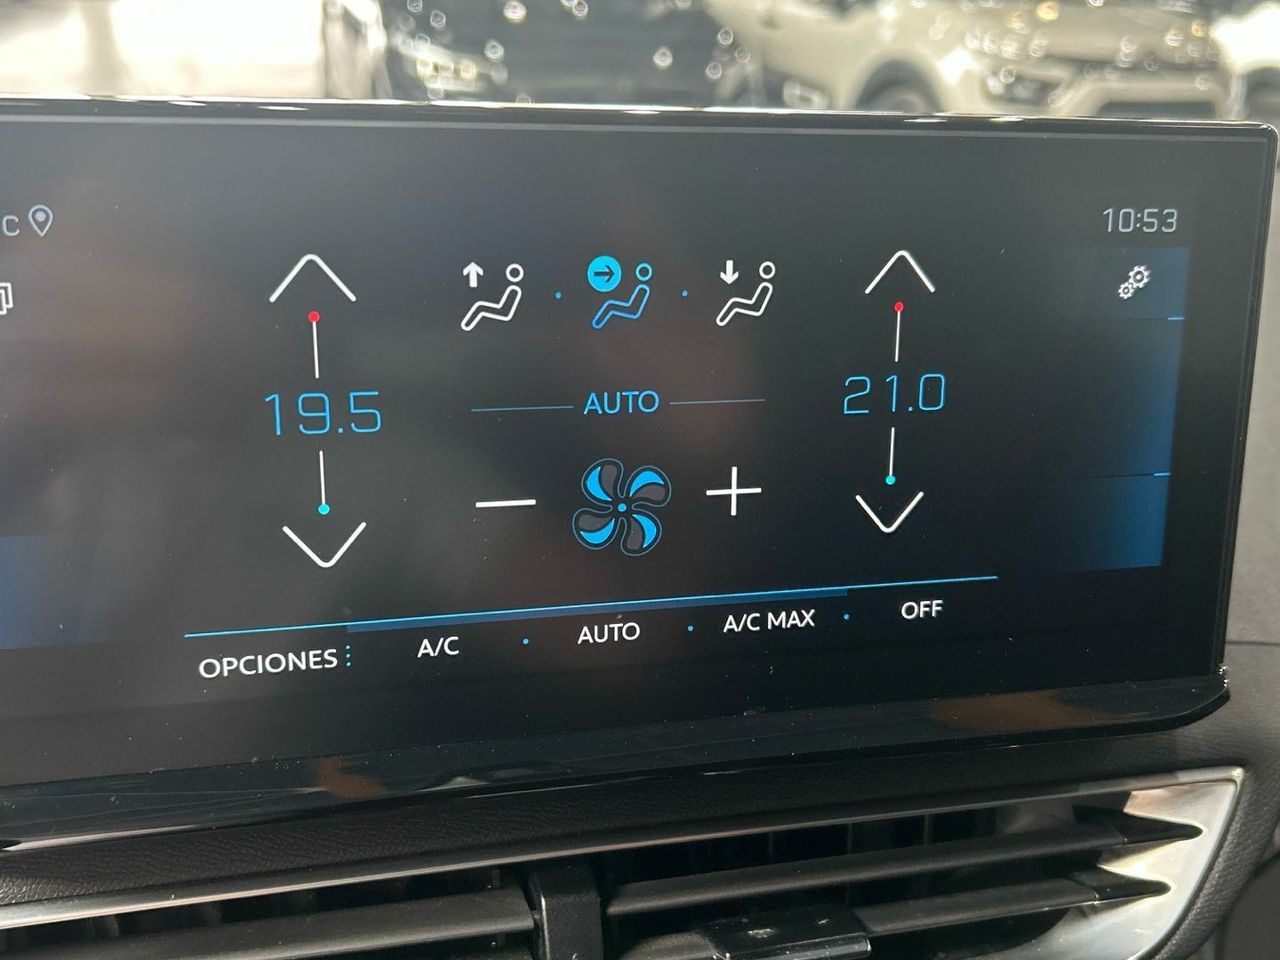 C
10:53
19.5
AUTO
21.0
OPCIONES
A/C
AUTO
A/C MAX
OFF